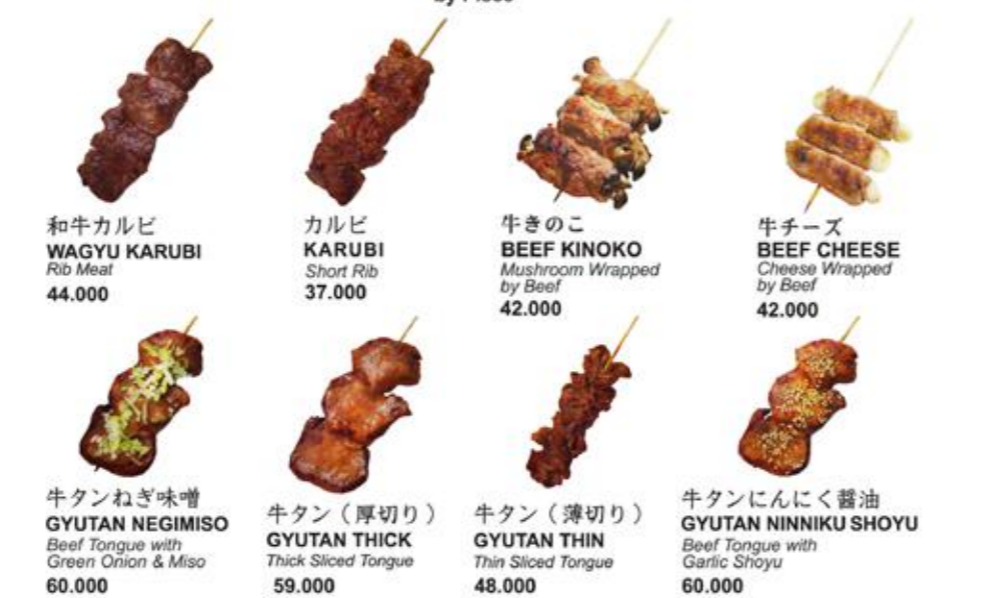 和牛カルビ
WAGYU KARUBI
Rib Meat
44.000
カルビ
KARUBI
Short Rib
37.000
牛きのこ
BEEF KINOKO
Mushroom Wrapped
by Beef
42.000
牛チーズ
BEEF CHEESE
Cheese Wrapped
by Beef
42.000
牛タンねぎ味噌
GYUTAN NEGIMISO
Beef Tongue with
Green Onion & Miso
60.000
牛タン（厚切り）
GYUTAN THICK
Thick Sliced Tongue
59.000
牛タン（薄切り）
GYUTAN THIN
Thin Sliced Tongue
48.000
牛タンにんにく醤油
GYUTAN NINNIKU SHOYU
Beef Tongue with
Garlic Shoyu
60.000